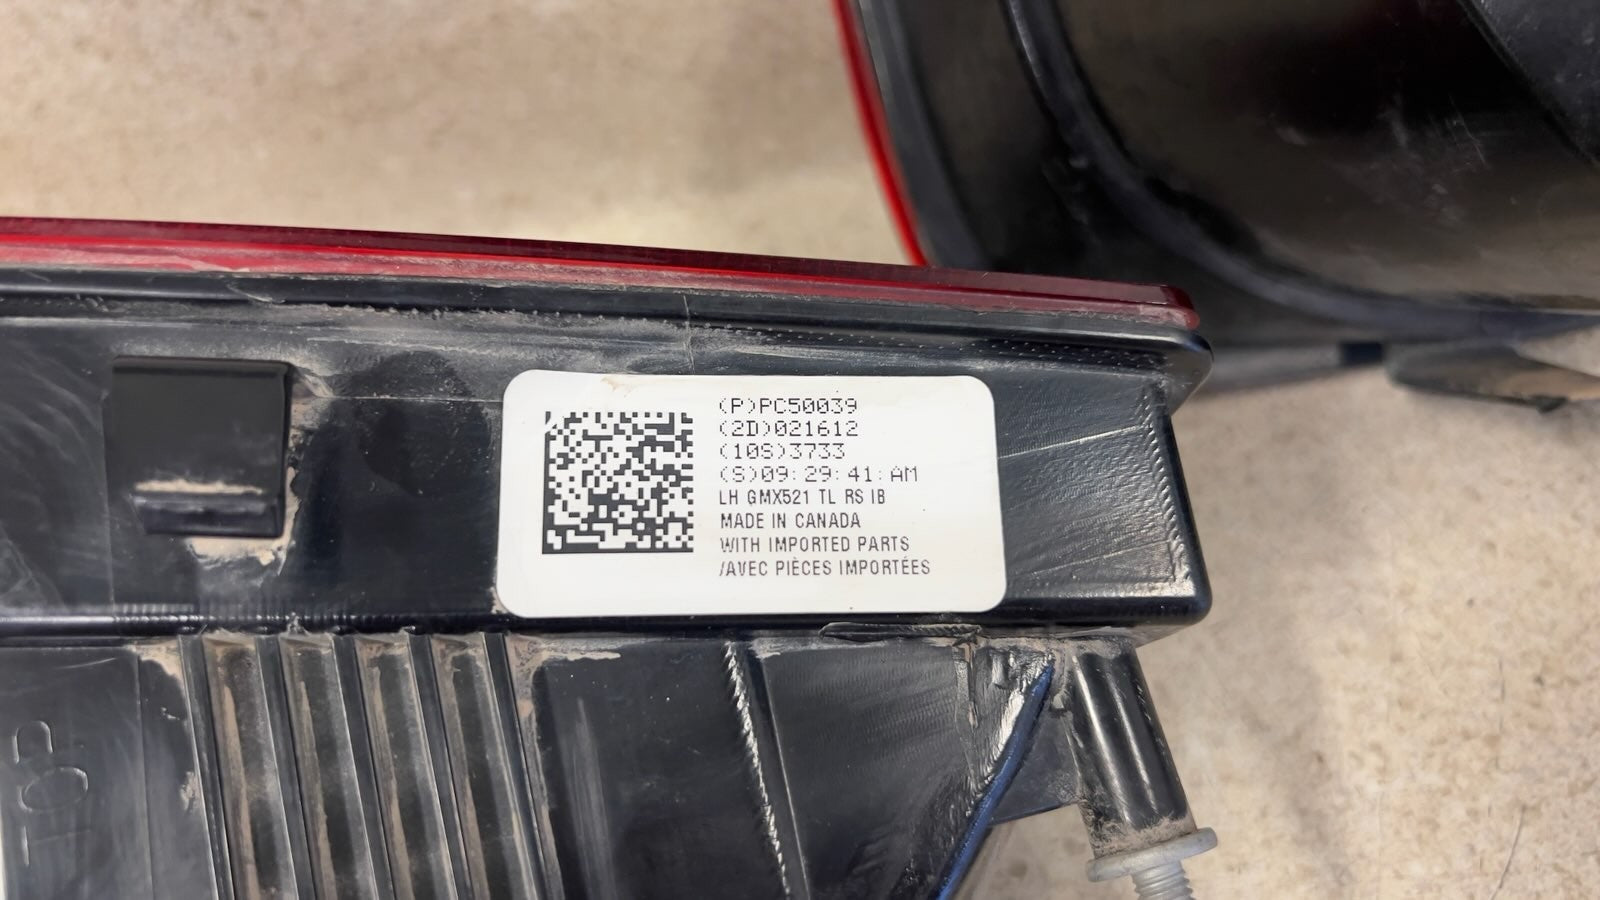 (P)PC50039
(2D)021612
(10S)3733
(S)09:29:41:AM
LH GMX521 TL RS IB
MADE IN CANADA
WITH IMPORTED PARTS
/AVEC PIÈCES IMPORTÉES